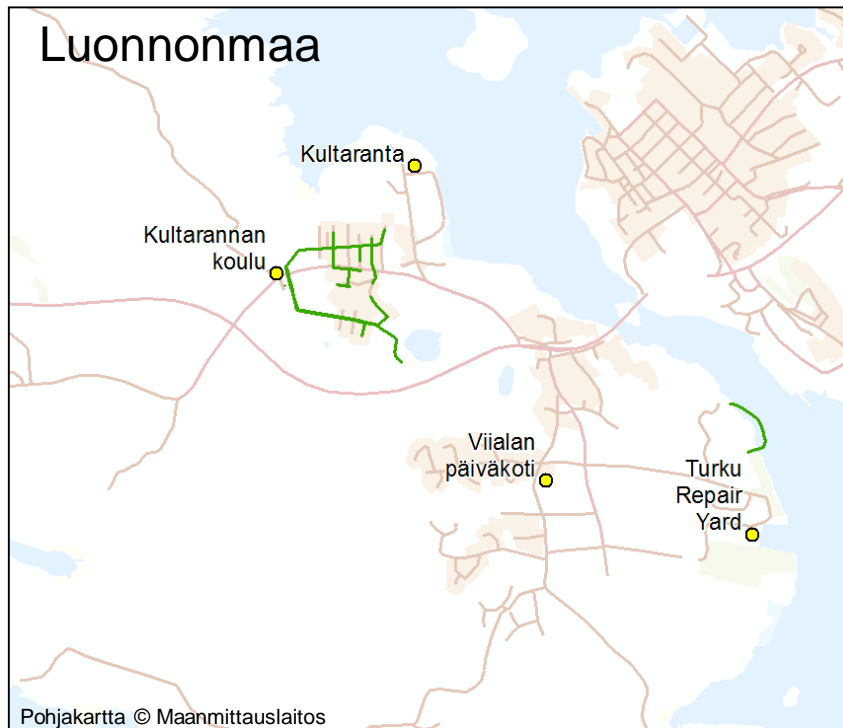 Luonnonmaa
Kultaranta
Kultarannan
koulu
Viialan
päiväkoti
Turku
Repair
Yard
Pohjakartta © Maanmittauslaitos